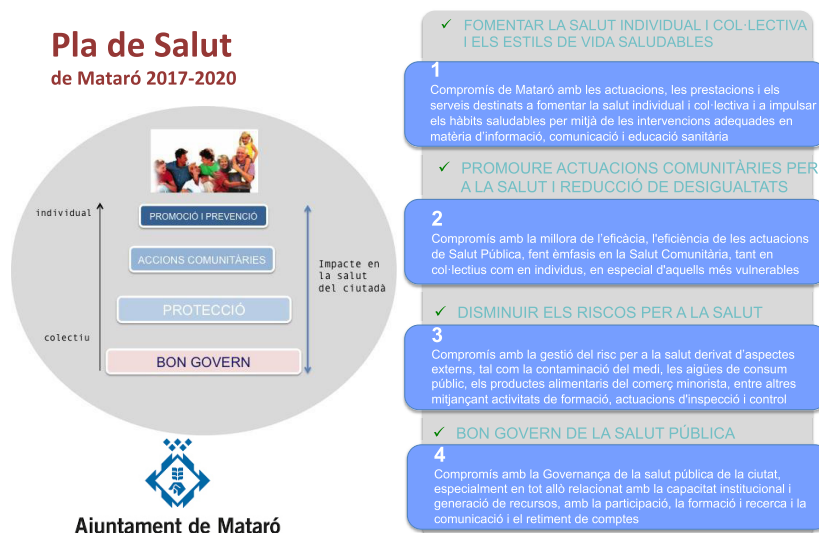 Pla de Salut
de Mataró 2017-2020
individual
PROMOCIÓ I PREVENCIÓ
ACCIONS COMUNITÀRIES
Impacte en
la salut
del ciutadà
PROTECCIÓ
colectiu
BON GOVERN
Ajuntament de Mataró
✓ FOMENTAR LA SALUT INDIVIDUAL I COL·LECTIVA
I ELS ESTILS DE VIDA SALUDABLES
1
Compromís de Mataró amb les actuacions, les prestacions i els
serveis destinats a fomentar la salut individual i col·lectiva i a impulsar
els hàbits saludables per mitjà de les intervencions adequades en
matèria d'informació, comunicació i educació sanitària
✓ PROMOURE ACTUACIONS COMUNITÀRIES PER
A LA SALUT I REDUCCIÓ DE DESIGUALTATS
2
Compromís amb la millora de l'eficàcia, l'eficiència de les actuacions
de Salut Pública, fent èmfasis en la Salut Comunitària, tant en
col·lectius com en individus, en especial d'aquells més vulnerables
✓ DISMINUIR ELS RISCOS PER A LA SALUT
3
Compromís amb la gestió del risc per a la salut derivat d'aspectes
externs, tal com la contaminació del medi, les aigües de consum
públic, els productes alimentaris del comerç minorista, entre altres
mitjançant activitats de formació, actuacions d'inspecció i control
✓ BON GOVERN DE LA SALUT PÚBLICA
4
Compromís amb la Governança de la salut pública de la ciutat,
especialment en tot allò relacionat amb la capacitat institucional i
generació de recursos, amb la participació, la formació i recerca i la
comunicació i el retiment de comptes